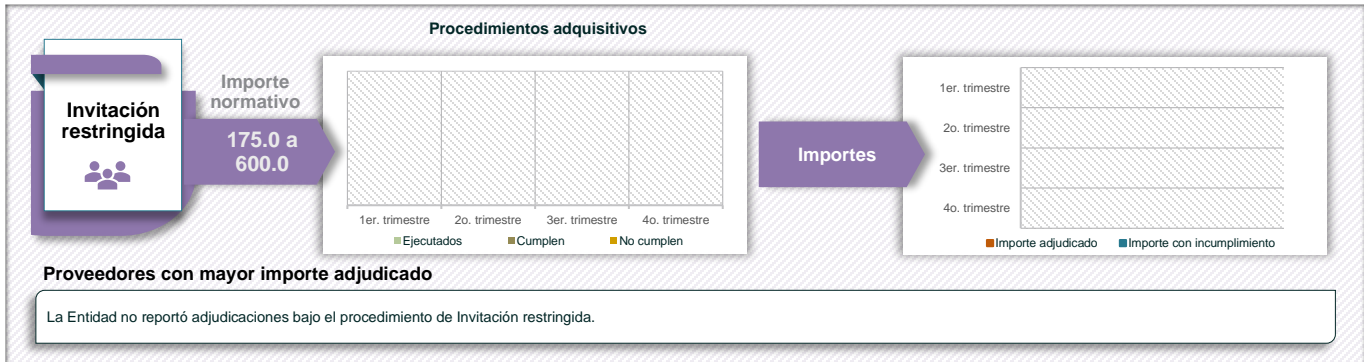 Procedimientos adquisitivos
Invitación
restringida
Importe
normativo
175.0 a
600.0
1er. trimestre
2o. trimestre
3er. trimestre
4o. trimestre
Ejecutados
Cumplen
No cumplen
Importes
1er. trimestre
2o. trimestre
3er. trimestre
4o. trimestre
Importe adjudicado
Importe con incumplimiento
Proveedores con mayor importe adjudicado
La Entidad no reportó adjudicaciones bajo el procedimiento de Invitación restringida.